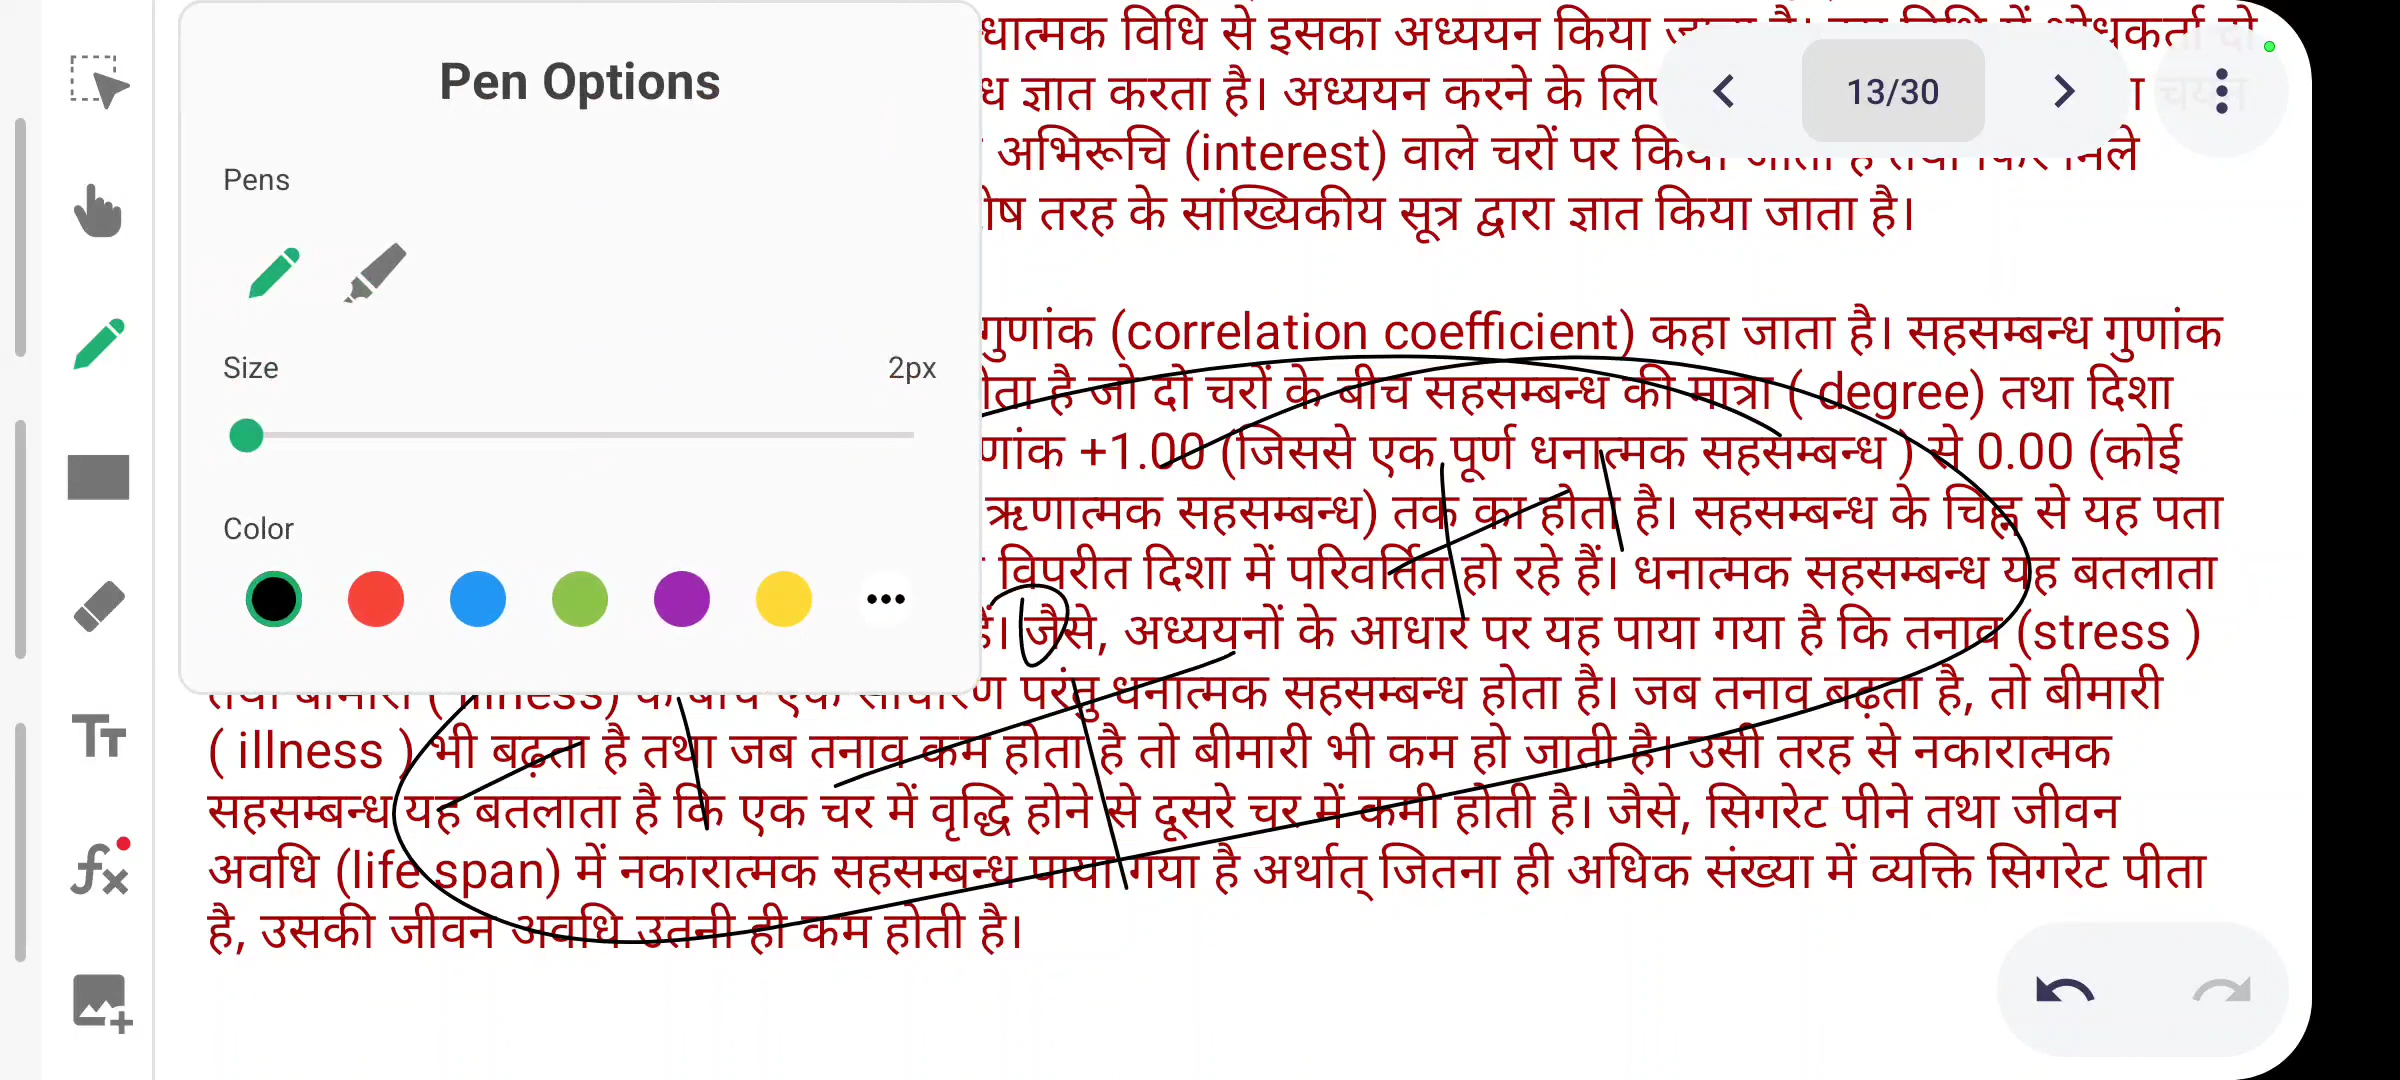 Pen Options
Pens
Size 2px
Color
13/30
धात्मक विधि से इसका अध्ययन किया
ज्ञात करता है। अध्ययन करने के लिए
अभिरूचि (interest) वाले चरों पर किया जाता है तथा फिर मिले
तरह के सांख्यिकीय सूत्र द्वारा ज्ञात किया जाता है।
गुणांक (correlation coefficient) कहा जाता है। सहसम्बन्ध गुणांक
है जो दो चरों के बीच सहसम्बन्ध की मात्रा ( degree) तथा दिशा
णांक +1.00 (जिससे एक पूर्ण धनात्मक सहसम्बन्ध ) से 0.00 (कोई
ऋणात्मक सहसम्बन्ध) तक का होता है। सहसम्बन्ध के चिह्न से यह पता
विपरीत दिशा में परिवर्तित हो रहे हैं। धनात्मक सहसम्बन्ध यह बतलाता
हैं। जैसे, अध्ययनों के आधार पर यह पाया गया है कि तनाव (stress )
तथा बीमारी ( illness) के बीच एक साधारण परंतु धनात्मक सहसम्बन्ध होता है। जब तनाव बढ़ता है, तो बीमारी
( illness ) भी बढ़ता है तथा जब तनाव कम होता है तो बीमारी भी कम हो जाती है। उसी तरह से नकारात्मक
सहसम्बन्ध यह बतलाता है कि एक चर में वृद्धि होने से दूसरे चर में कमी होती है। जैसे, सिगरेट पीने तथा जीवन
अवधि (life span) में नकारात्मक सहसम्बन्ध पाया गया है अर्थात् जितना ही अधिक संख्या में व्यक्ति सिगरेट पीता
है, उसकी जीवन अवधि उतनी ही कम होती है।